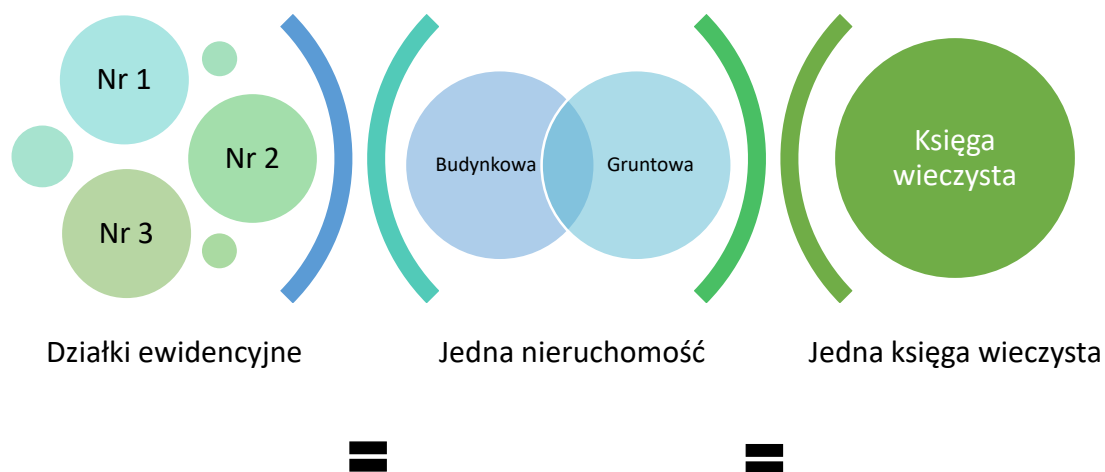 Nr 1
Nr 2
Nr 3
Budynkowa
Gruntowa
Księga
wieczysta
Działki ewidencyjne
Jedna nieruchomość
Jedna księga wieczysta
= =